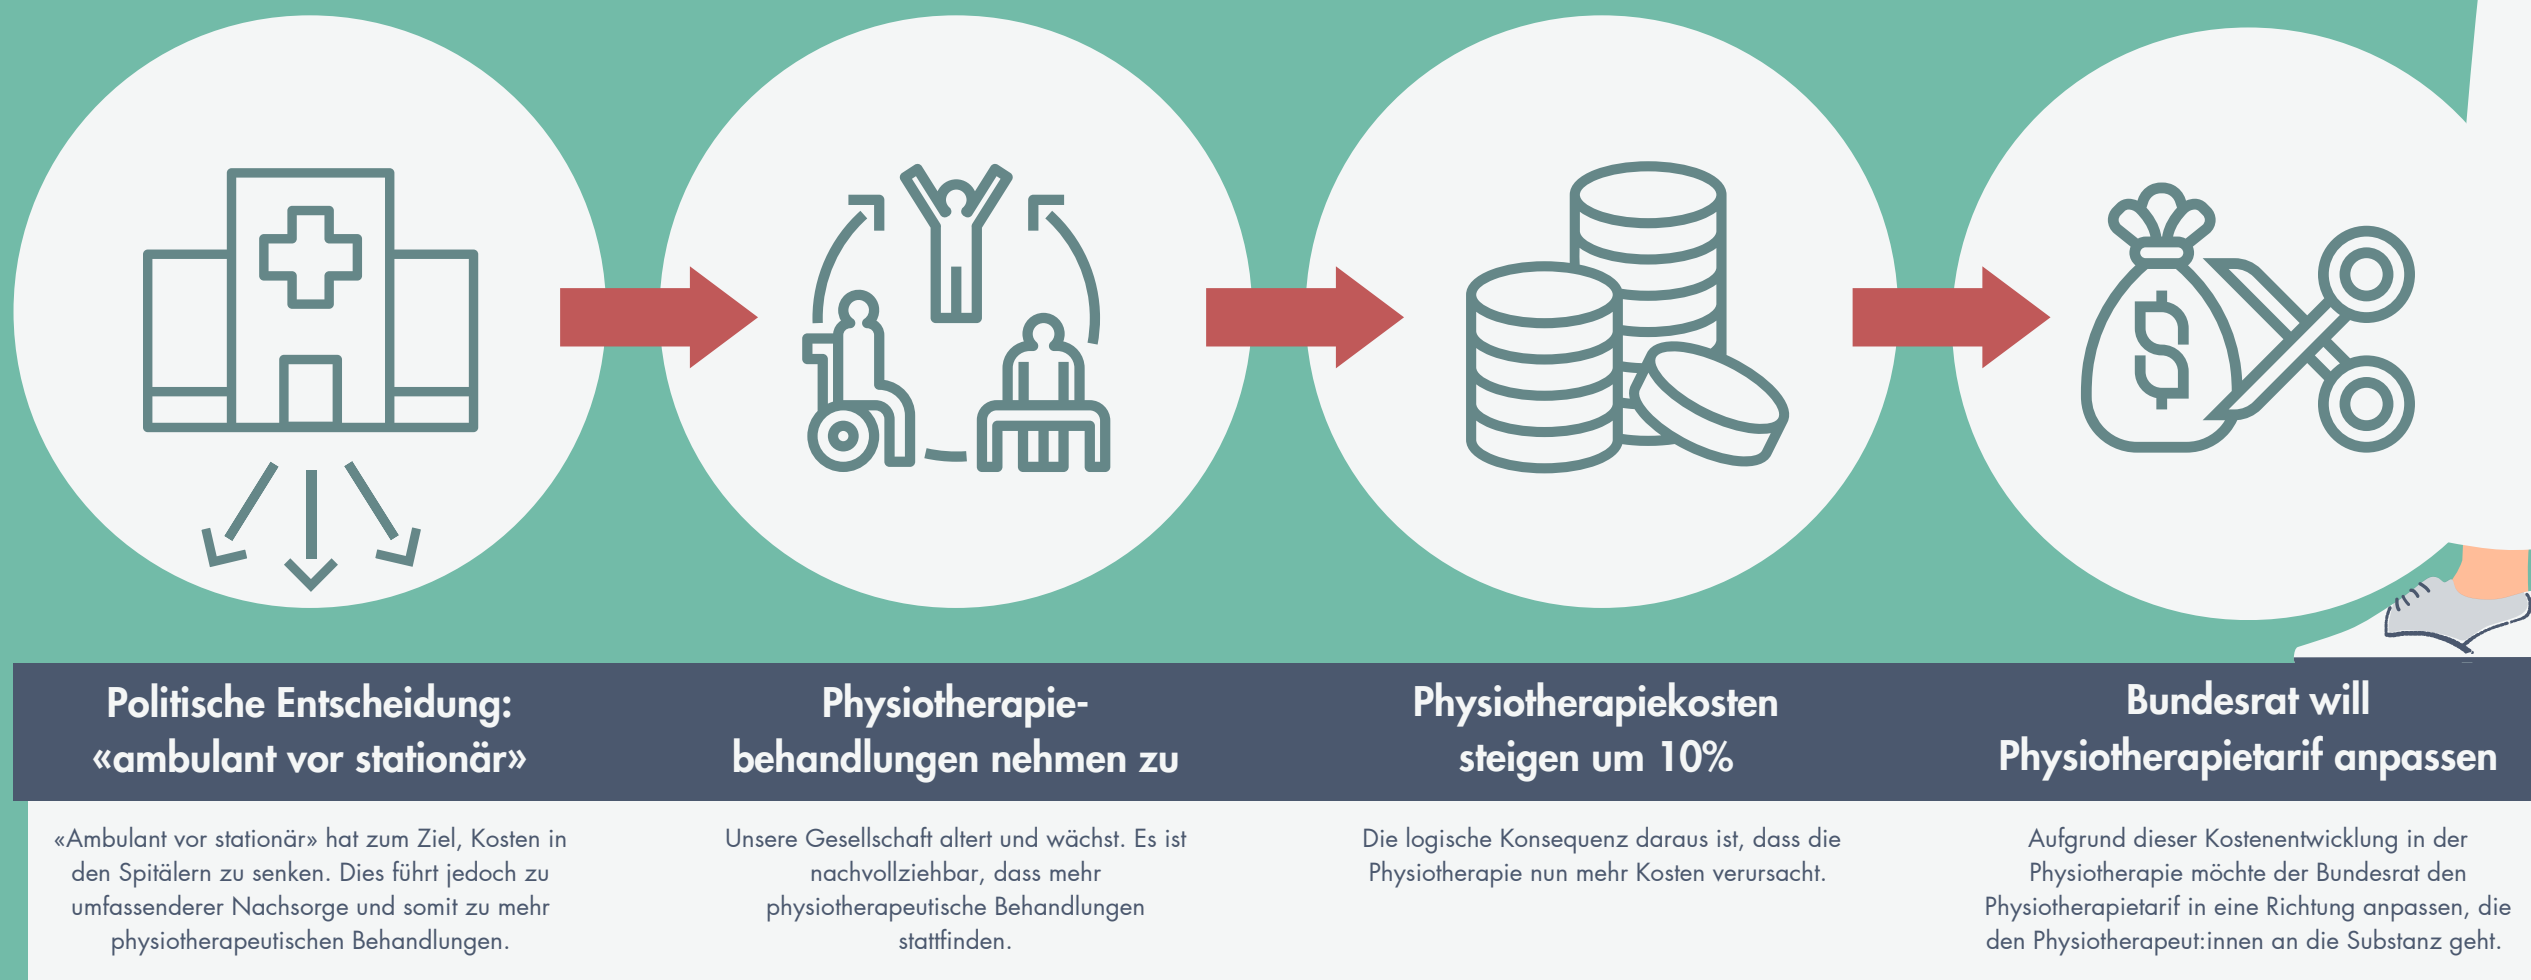 Politische Entscheidung:
«ambulant vor stationär»
«Ambulant vor stationär» hat zum Ziel, Kosten in
den Spitälern zu senken. Dies führt jedoch zu
umfassenderer Nachsorge und somit zu mehr
physiotherapeutischen Behandlungen.
Physiotherapie-
behandlungen nehmen zu
Unsere Gesellschaft altert und wächst. Es ist
nachvollziehbar, dass mehr
physiotherapeutische Behandlungen
stattfinden.
Physiotherapiekosten
steigen um 10%
Die logische Konsequenz daraus ist, dass die
Physiotherapie nun mehr Kosten verursacht.
$
Bundesrat will
Physiotherapietarif anpassen
Aufgrund dieser Kostenentwicklung in der
Physiotherapie möchte der Bundesrat den
Physiotherapietarif in eine Richtung anpassen, die
den Physiotherapeut:innen an die Substanz geht.